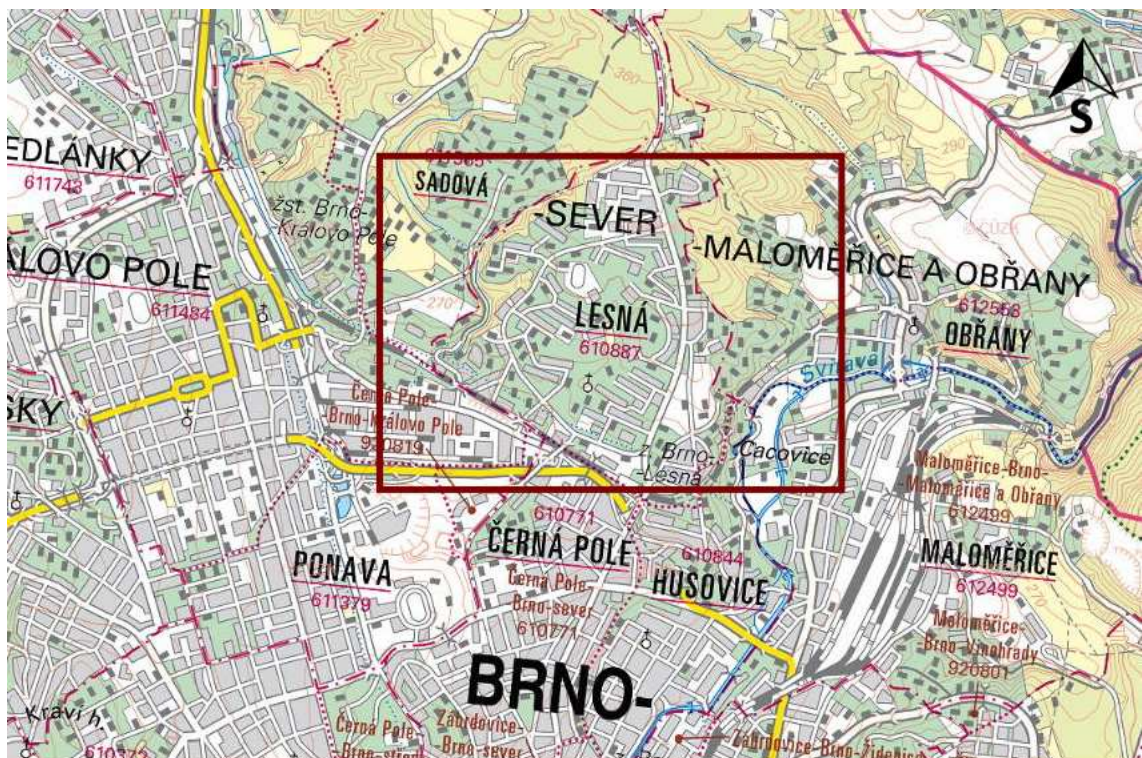 S
EDLÁNKY
611743
SADOVÁ
žst. Brno-
-Královo Pole
380
290
-SEVER
-MALOMĚŘICE A OBŘANY
612553
OBŘANY
ÁLOVO POLE
611484
270
LESNÁ
610887
Svitava
SKY
Černá Pole-
-Brno-Královo Pole
920819
z. Brno-
-Lesná
Cacovice
Maloměřice-Brno-
-Maloměřice a Obřany
612499
610771
ČERNÁ POLE
610844
HUSOVICE
MALOMĚŘICE
612499
PONAVA
611379
Černá Pole-
Brno-sever
610771
270
Maloměřice-
Brno-Vinohrady
920801
BRNO-
Kraví h.
Černá Pole-
Zábrdovice-
-Brno-sever
Zábrdovice-Brno-Židenice